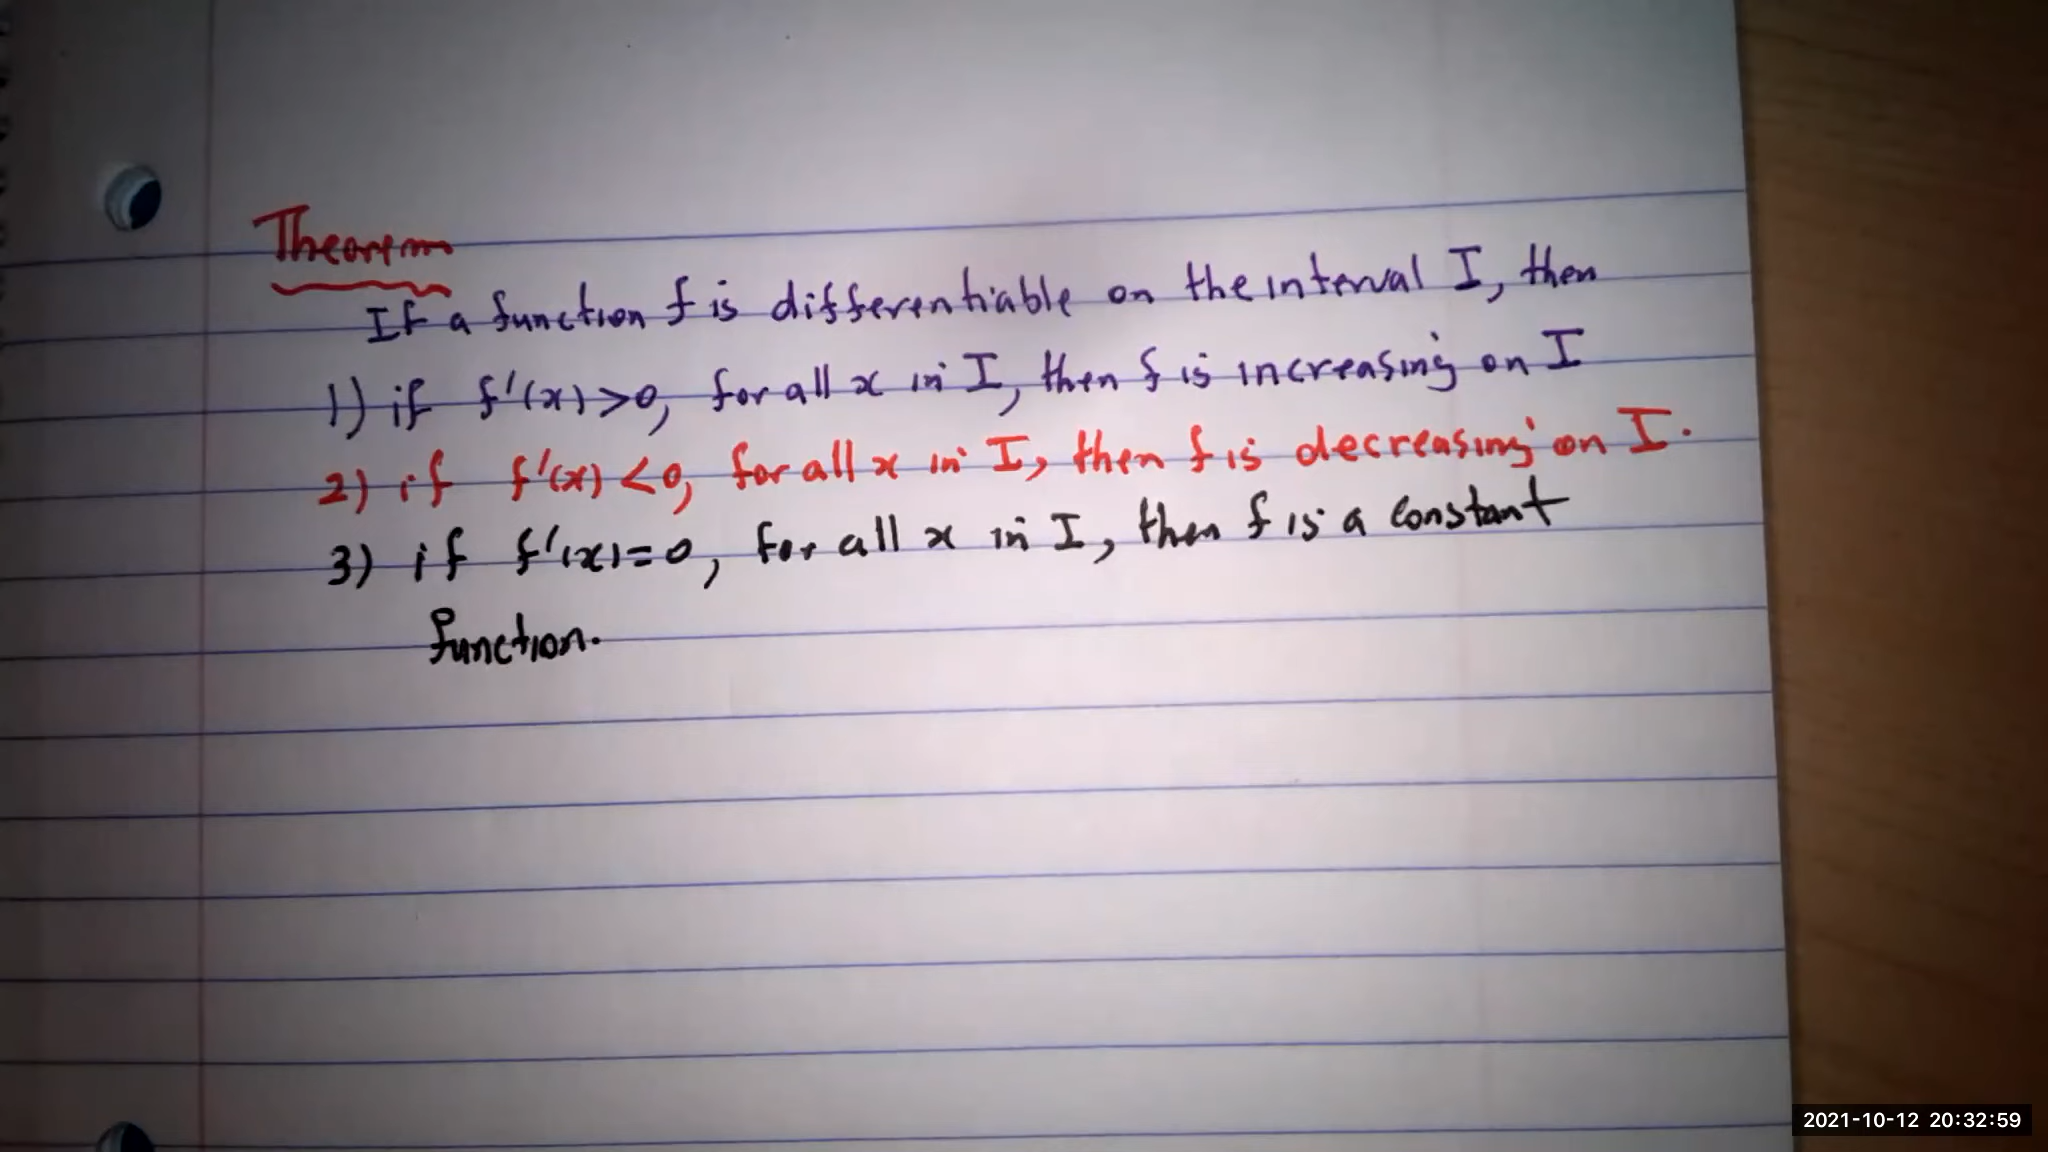 Theorem
If a function f is differentiable on the interval I, then
1) if f'(x)>0, for all x in I, then f is increasing on I
2) if f'(x) <0, for all x in I, then f is decreasing on I.
3) if f'(x)=0, for all x in I, then f is a constant
function.
2021-10-12 20:32:59